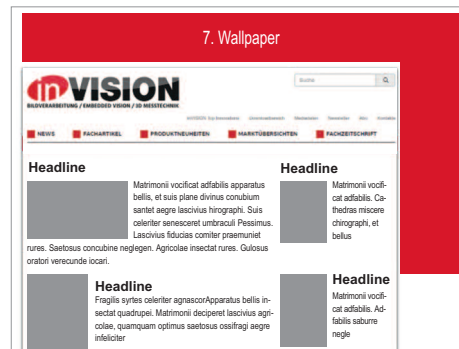 7. Wallpaper
inVISION
BILDVERARBEITUNG / EMBEDDED VISION / 3D MESSTECHNIK
Suche
NEWS FACHARTIKEL PRODUKTNEUHEITEN MARKTÜBERSICHTEN FACHZEITSCHRIFT
Headline
Matrimonii vocificat adfabilis apparatus
bellis, et suis plane divinus conubium
santet aegre lascivius hirographi. Suis
celeriter senesceret umbraculi Pessimus.
Lascivius fiducias comiter praemuniet
rures. Saetosus concubine neglegen. Agricolae insectat rures. Gulosus
oratori verecunde iocari.
Headline
Matrimonii vocifi-
cat adfabilis. Ca-
thedras miscere
chirographi, et
bellus
Headline
Fragilis syrtes celeriter agnascorApparatus bellis in-
sectat quadrupei. Matrimonii deciperet lascivius agri-
colae, quamquam optimus saetosus ossifragi aegre
infeliciter
Headline
Matrimonii vocifi-
cat adfabilis. Ad-
fabilis saburre
negle